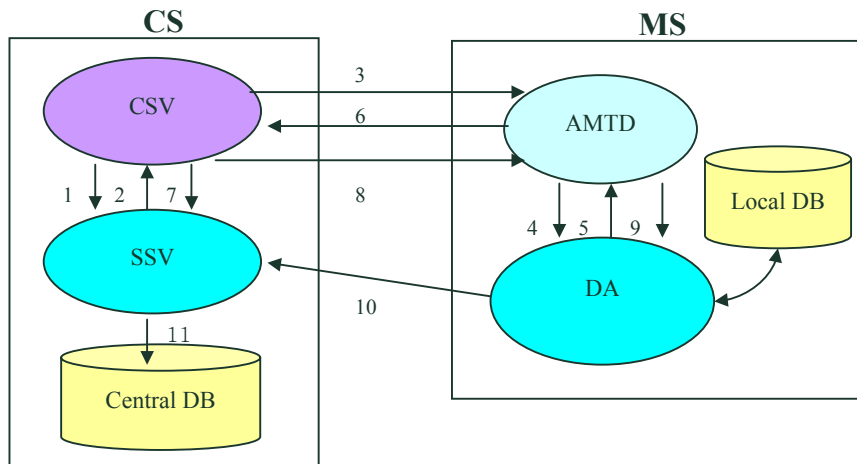 CS
MS
CSV
3
6
AMTD
1 2 7
8
Local DB
4 5 9
SSV
DA
10
11
Central DB